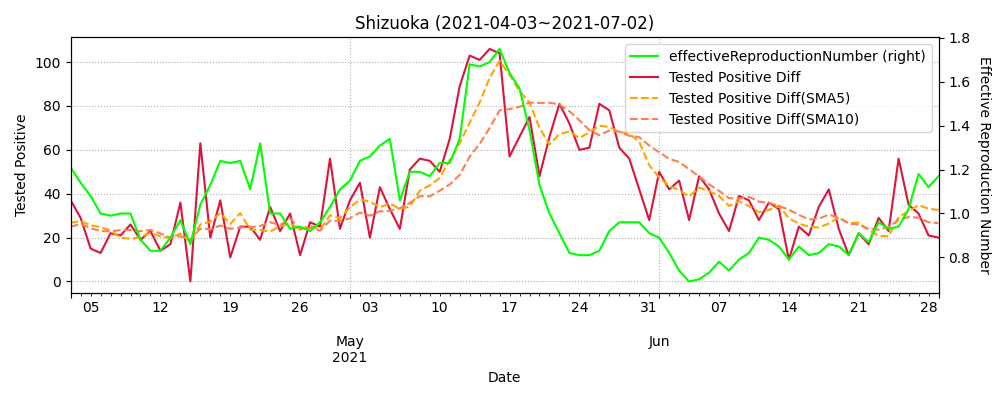 Shizuoka (2021-04-03~2021-07-02)
effectiveReproductionNumber (right)
Tested Positive Diff
Tested Positive Diff(SMA5)
Tested Positive Diff(SMA10)
Tested Positive
100
80
60
40
20
0
1.8
1.6
1.4
1.2
1.0
0.8
Effective Reproduction Number
05 12 19 26 03 10 17 24 31 07 14 21 28
May Jun
2021
Date